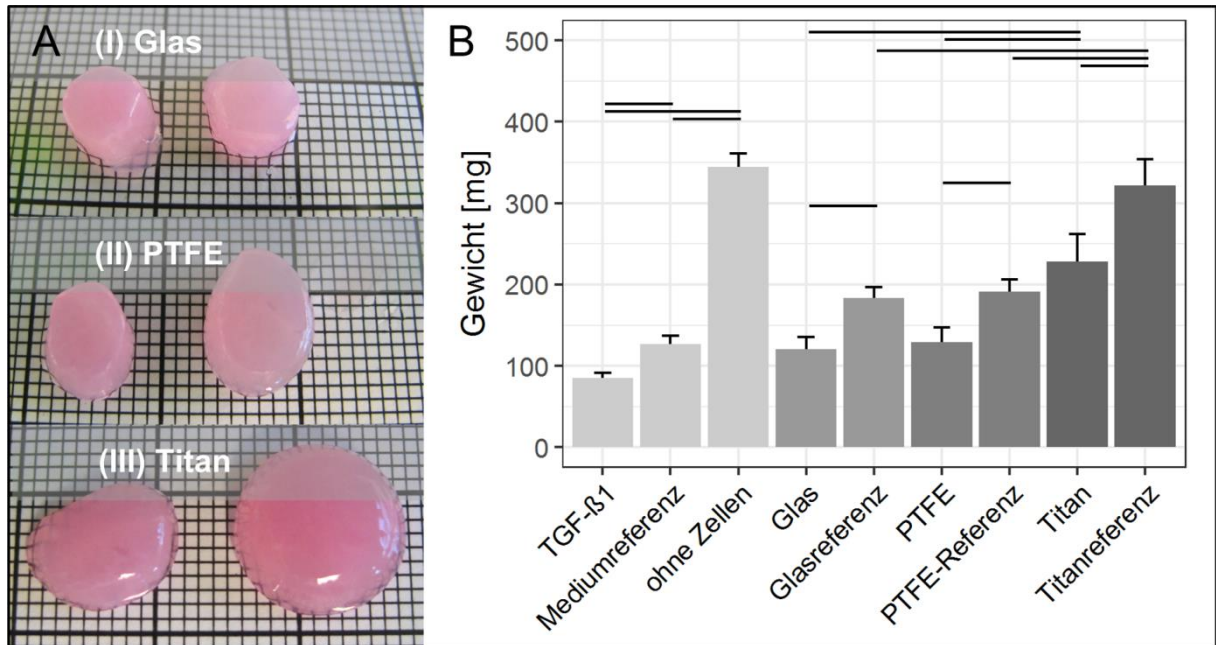 A
(I) Glas
(II) PTFE
(III) Titan
B
Gewicht [mg]
500
400
300
200
100
0
TGF-ß1
Mediumreferenz
ohne Zellen
Glas
Glasreferenz
PTFE
PTFE-Referenz
Titan
Titanreferenz